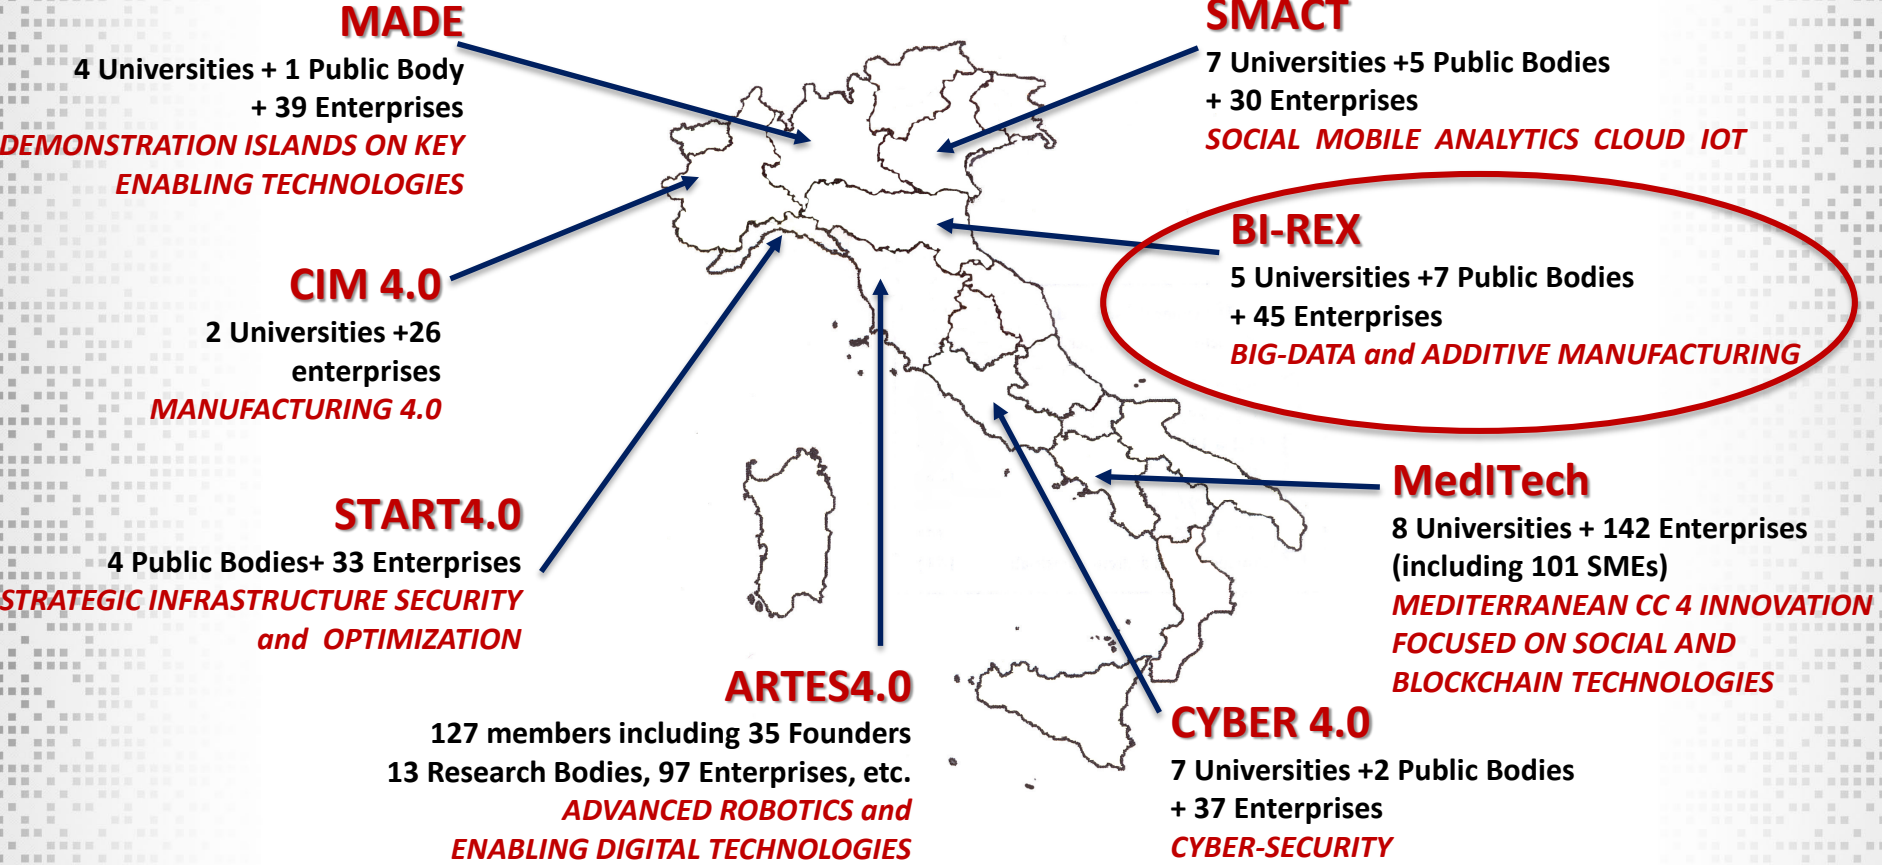 MADE
4 Universities + 1 Public Body
+ 39 Enterprises
DEMONSTRATION ISLANDS ON KEY
ENABLING TECHNOLOGIES
SMACT
7 Universities +5 Public Bodies
+ 30 Enterprises
SOCIAL MOBILE ANALYTICS CLOUD IOT
BI-REX
5 Universities +7 Public Bodies
+ 45 Enterprises
BIG-DATA and ADDITIVE MANUFACTURING
CIM 4.0
2 Universities +26
enterprises
MANUFACTURING 4.0
START4.0
4 Public Bodies+ 33 Enterprises
STRATEGIC INFRASTRUCTURE SECURITY
and OPTIMIZATION
MedITech
8 Universities + 142 Enterprises
(including 101 SMEs)
MEDITERRANEAN CC 4 INNOVATION
FOCUSED ON SOCIAL AND
BLOCKCHAIN TECHNOLOGIES
ARTES4.0
127 members including 35 Founders
13 Research Bodies, 97 Enterprises, etc.
ADVANCED ROBOTICS and
ENABLING DIGITAL TECHNOLOGIES
CYBER 4.0
7 Universities +2 Public Bodies
+ 37 Enterprises
CYBER-SECURITY